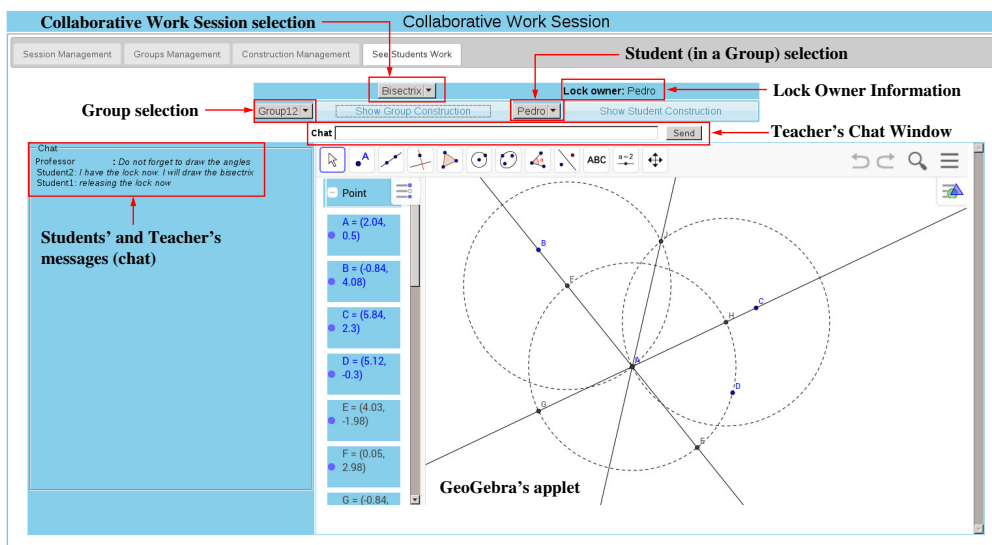 Collaborative Work Session selection
Collaborative Work Session
Session Management
Groups Management
Construction Management
See Students Work
Student (in a Group) selection
Bisectrix
Lock owner: Pedro
Lock Owner Information
Group selection
Group12
Show Group Construction
Pedro
Show Student Construction
Chat
Send
Teacher's Chat Window
Chat
Professor : Do not forget to draw the angles
Student2: I have the lock now. I will draw the bisectrix
Student1: releasing the lock now
Students' and Teacher's
messages (chat)
ABC
a=2
Point
A = (2.04,
0.5)
B = (-0.84,
4.08)
C = (5.84,
2.3)
D = (5.12,
-0.3)
E = (4.03,
-1.98)
F = (0.05,
2.98)
G = (-0.84,
A
B
F
C
H
A
D
G
E
GeoGebra's applet